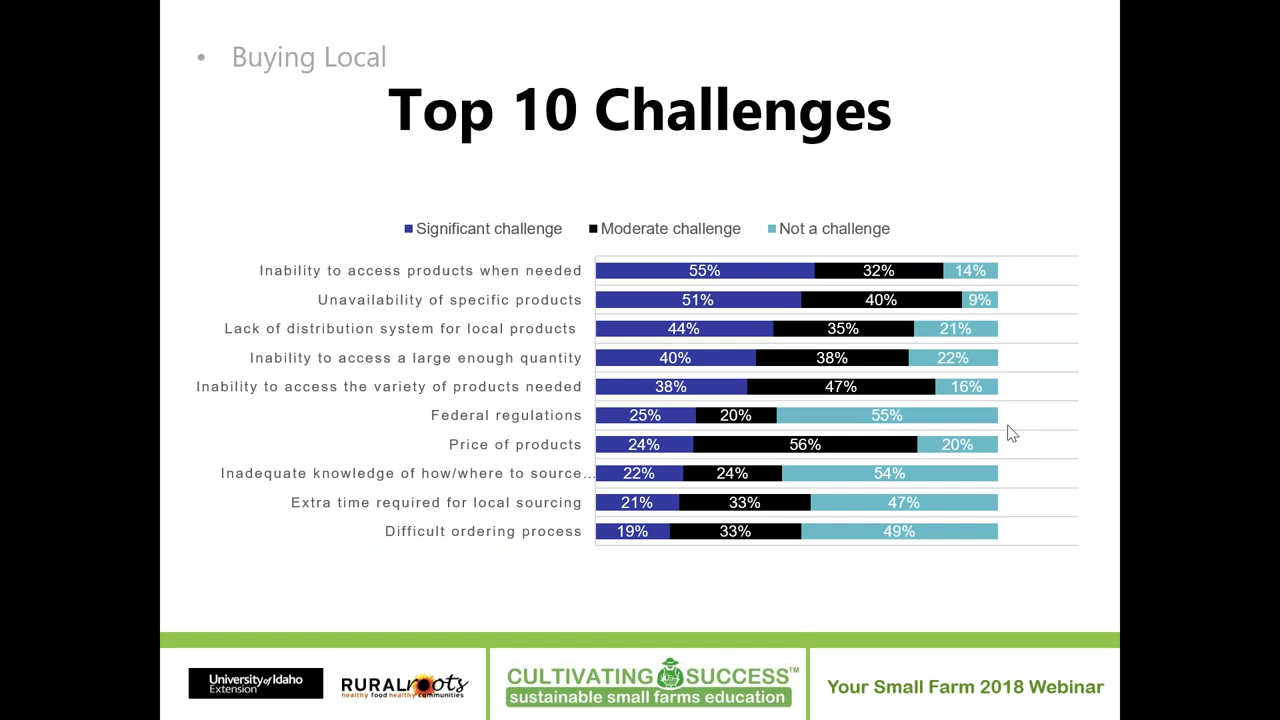 • Buying Local
Top 10 Challenges
Significant challenge Moderate challenge Not a challenge
Inability to access products when needed 55% 32% 14%
Unavailability of specific products 51% 40% 9%
Lack of distribution system for local products 44% 35% 21%
Inability to access a large enough quantity 40% 38% 22%
Inability to access the variety of products needed 38% 47% 16%
Federal regulations 25% 20% 55%
Price of products 24% 56% 20%
Inadequate knowledge of how/where to source… 22% 24% 54%
Extra time required for local sourcing 21% 33% 47%
Difficult ordering process 19% 33% 49%
University of Idaho
Extension
RURAL roots
healthy food healthy communities
CULTIVATING SUCCESS™
sustainable small farms education
Your Small Farm 2018 Webinar